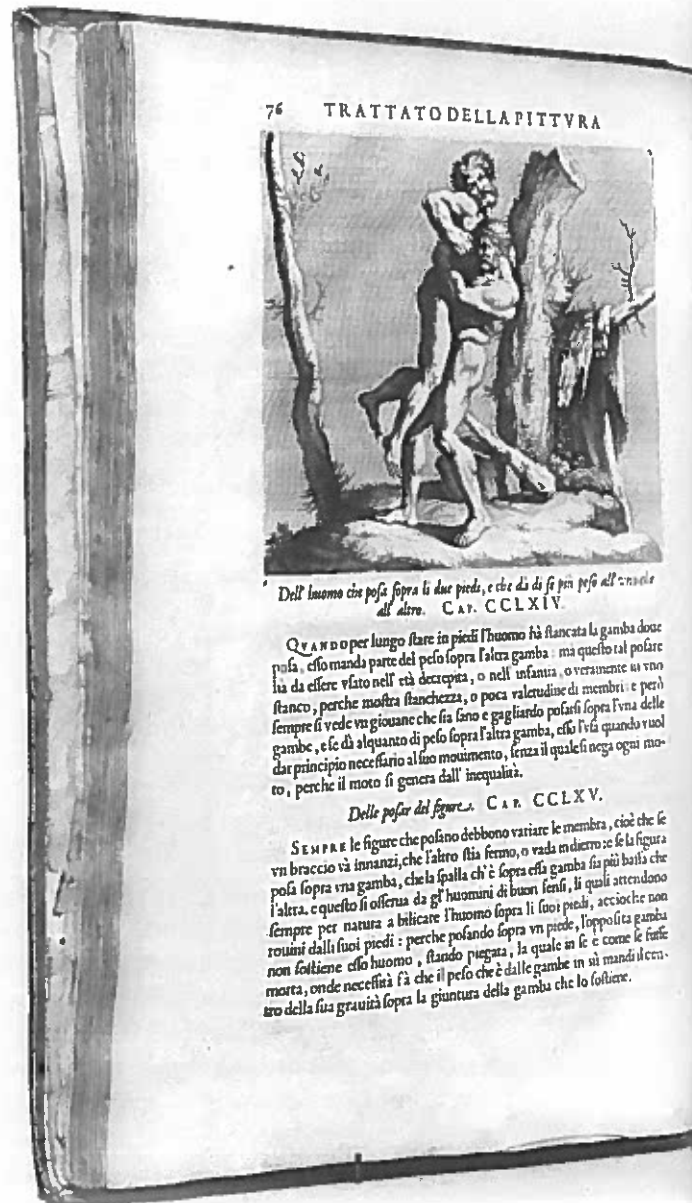 76 TRATTATO DELLA PITTVRA
Dell' huomo che posa sopra li due piedi, e che dà di se più peso all'
all' altro. CAP. CCLXIV.
QVANDO per lungo stare in piedi l'huomo hà stancata la gamba doue
posa, esso manda parte del peso sopra l'altra gamba: ma questo tal posare
hà da essere vsato nell' età decrepita, o nell' infantia, o veramente in vno
stanco, perche mostra stanchezza, o poca valetudine di membri: e però
sempre si vede vn giouane che sia sano e gagliardo posarsi sopra l'vna delle
gambe, e se dà alquanto di peso sopra l'altra gamba, esso l'vsa quando vuol
dar principio necessario al suo mouimento, senza il quale si nega ogni mo-
to, perche il moto si genera dall' inequalità.
Delle posar del figure. CAP. CCLXV.
SEMPRE le figure che posano debbono variare le membra, cioè che se
vn braccio và innanzi, che l'altro stia fermo, o vada in dietro: e se la figura
posa sopra vna gamba, che la spalla ch' è sopra essa gamba sia più bassa che
l'altra. e questo si osserua da gl' huomini di buon sensi, li quali attendono
sempre per natura a bilicare l'huomo sopra li suoi piedi, accioche non
rouini dalli suoi piedi: perche posando sopra vn piede, l'opposita gamba
non sostiene esso huomo, stando piegata, la quale in se è come se fusse
morta, onde necessità fà che il peso che è dalle gambe in sù mandi il cen-
tro della sua grauità sopra la giuntura della gamba che lo sostiene.